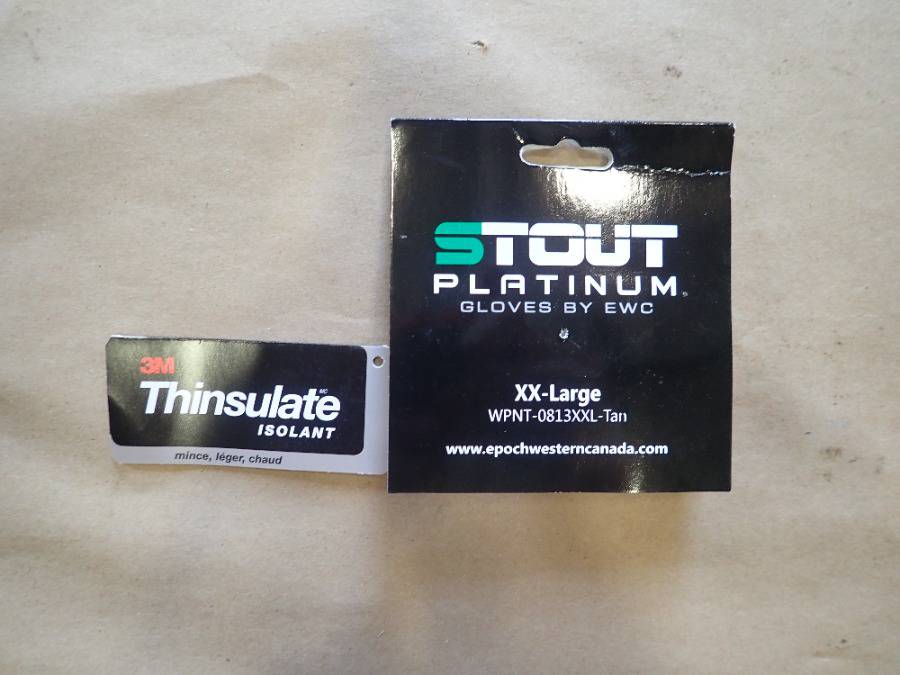 STOUT
PLATINUM
GLOVES BY EWC
XX-Large
WPNT-0813XXL-Tan
www.epochwesterncanada.com
3M
Thinsulate MC
ISOLANT
mince, léger, chaud